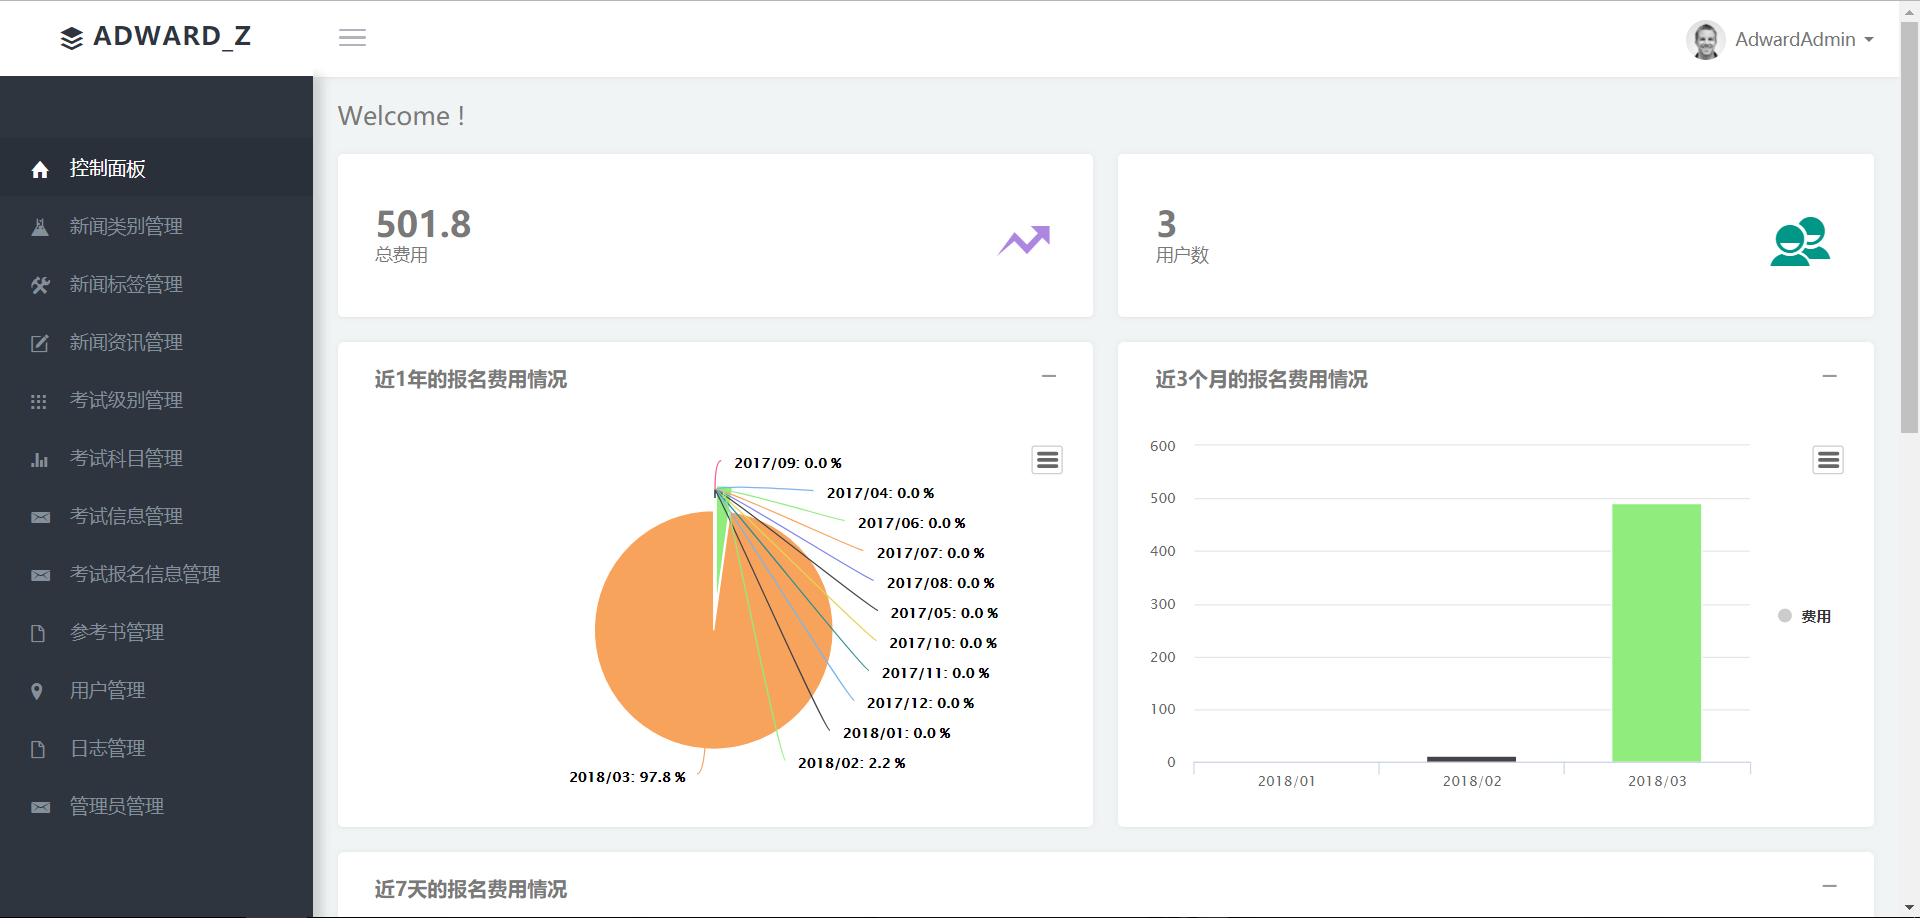 ADWARD_Z
AdwardAdmin
控制面板
新闻类别管理
新闻标签管理
新闻资讯管理
考试级别管理
考试科目管理
考试信息管理
考试报名信息管理
参考书管理
用户管理
日志管理
管理员管理
Welcome !
501.8
总费用
3
用户数
近1年的报名费用情况
2017/09: 0.0 %
2017/04: 0.0 %
2017/06: 0.0 %
2017/07: 0.0 %
2017/08: 0.0 %
2017/05: 0.0 %
2017/10: 0.0 %
2017/11: 0.0 %
2017/12: 0.0 %
2018/01: 0.0 %
2018/02: 2.2 %
2018/03: 97.8 %
近3个月的报名费用情况
600
500
400
300
200
100
0
2018/01
2018/02
2018/03
费用
近7天的报名费用情况